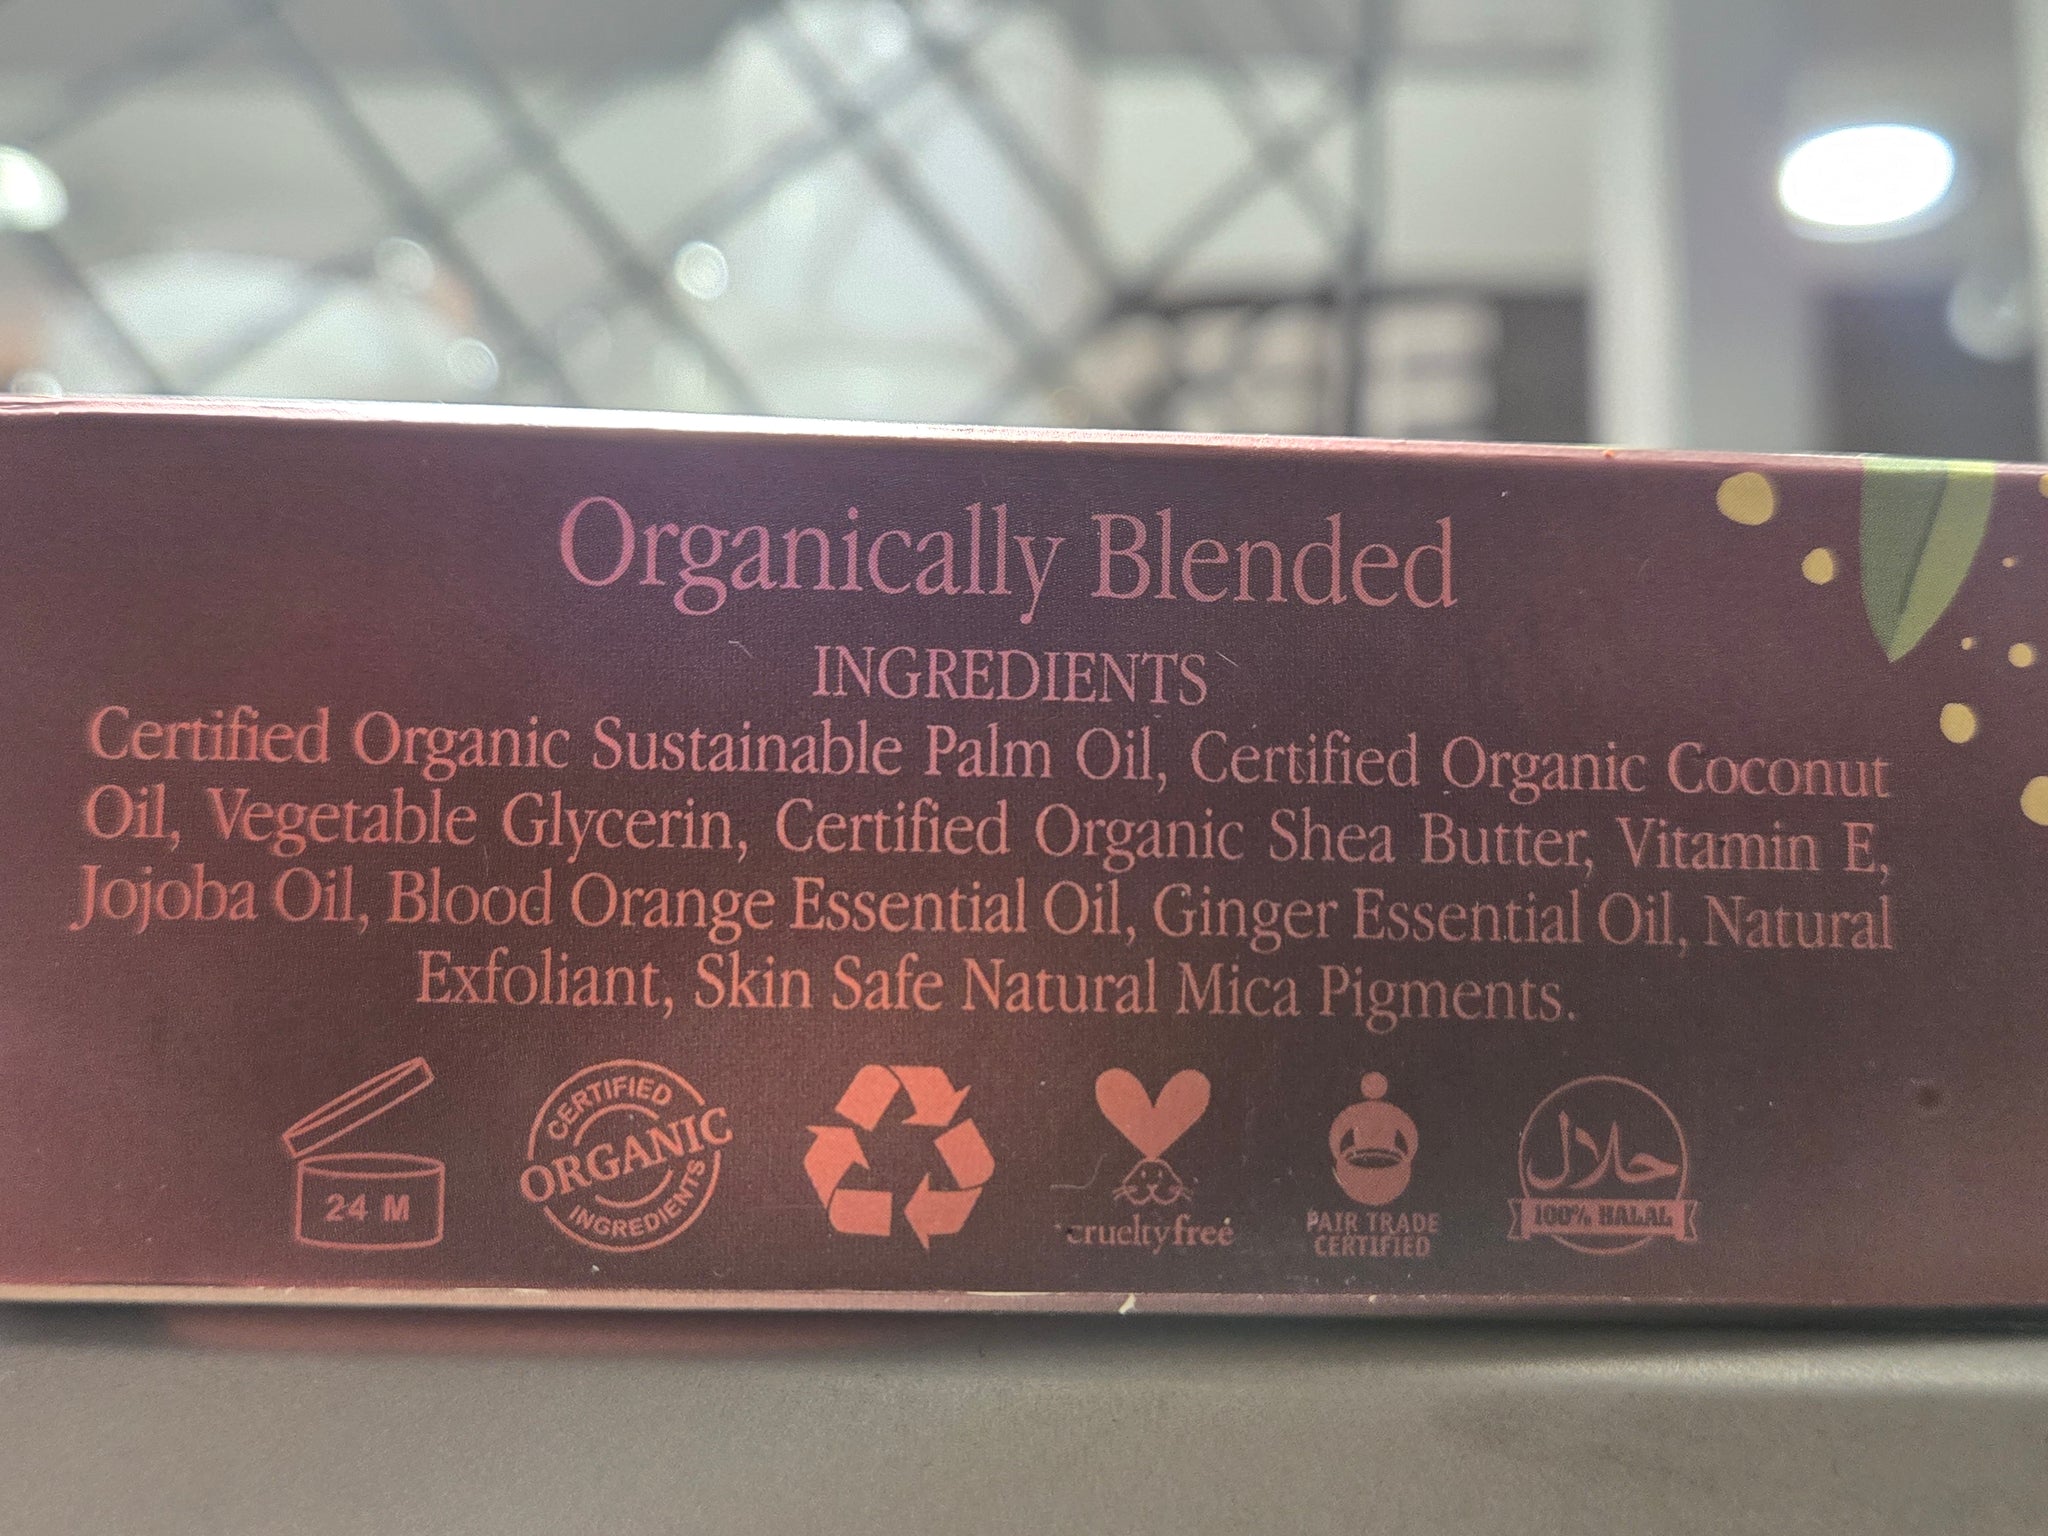 Organically Blended
INGREDIENTS
Certified Organic Sustainable Palm Oil, Certified Organic Coconut
Oil, Vegetable Glycerin, Certified Organic Shea Butter, Vitamin E,
Jojoba Oil, Blood Orange Essential Oil, Ginger Essential Oil, Natural
Exfoliant, Skin Safe Natural Mica Pigments.
24 M
CERTIFIED
ORGANIC
INGREDIENTS
crueltyfree
FAIR TRADE
CERTIFIED
حلال
100% HALAL